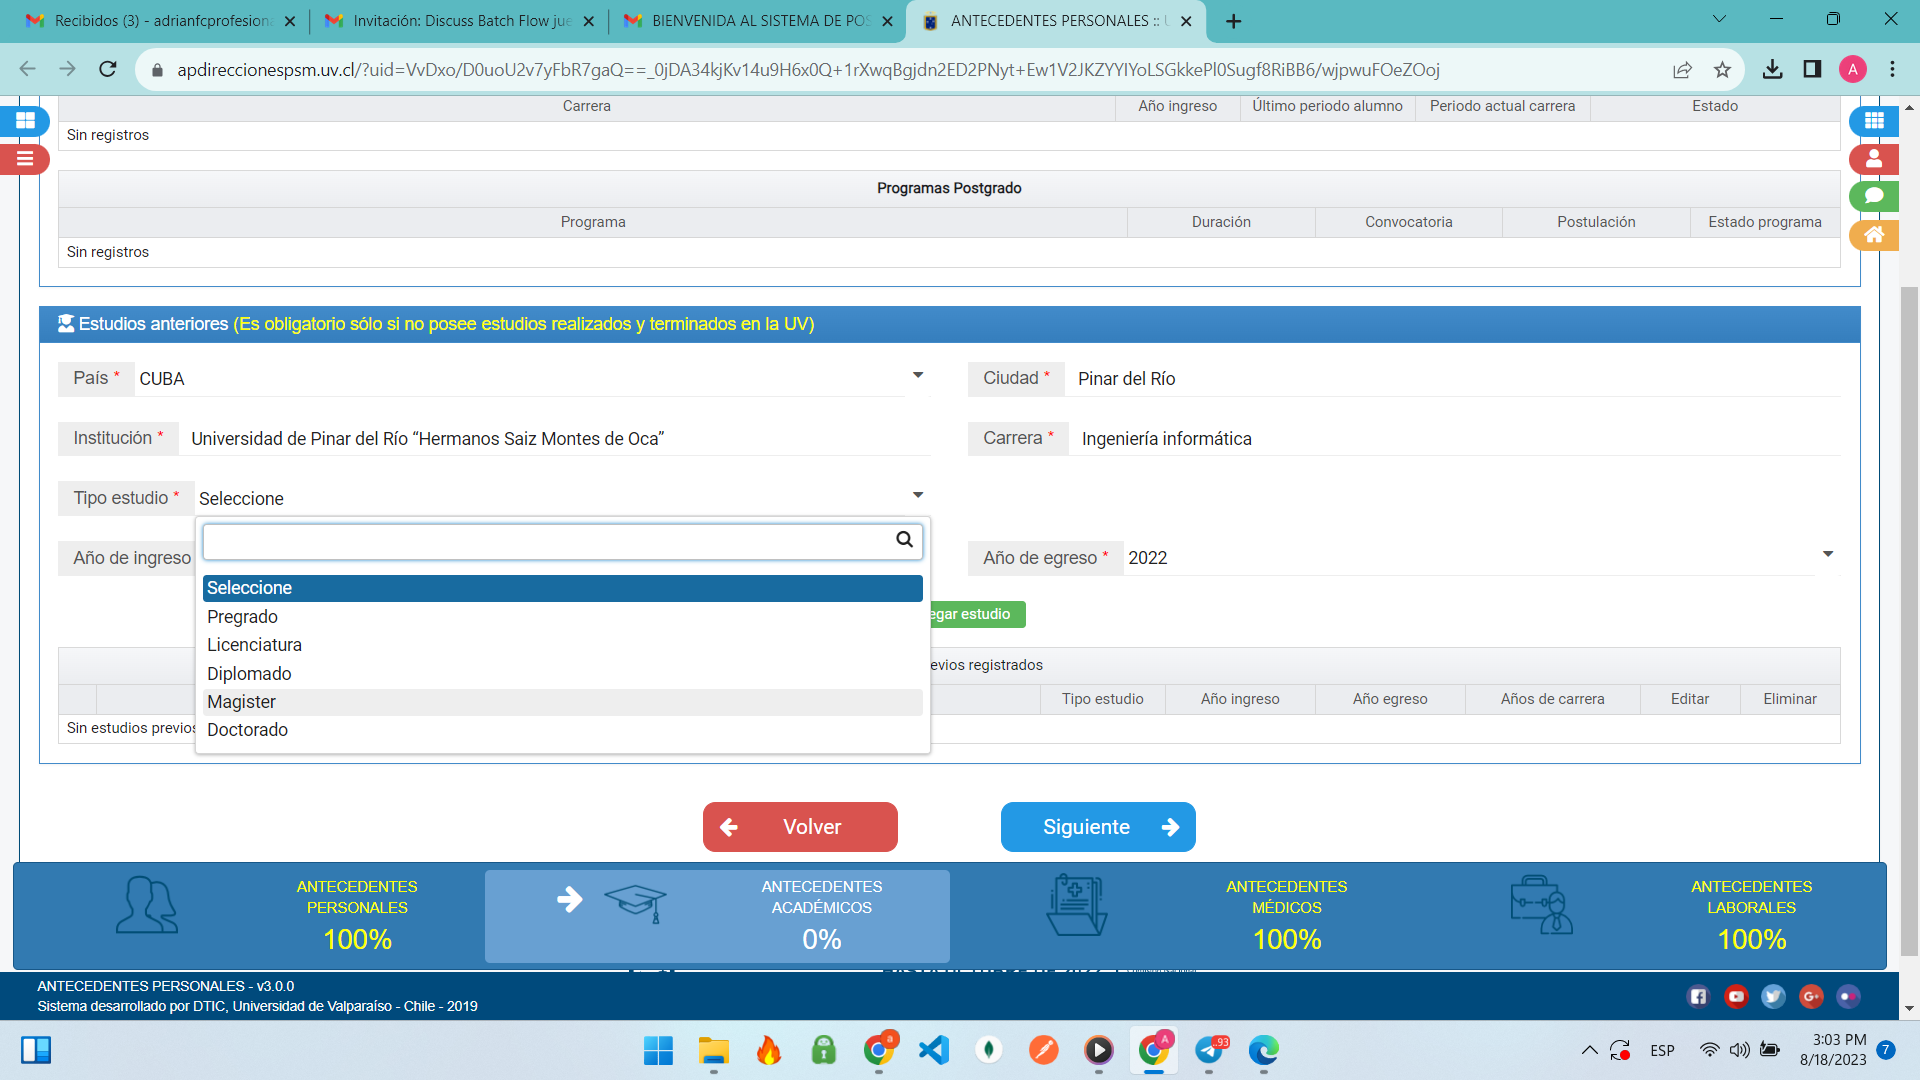 Recibidos (3) - adrianfcprofesiona
Invitación: Discuss Batch Flow jue
BIENVENIDA AL SISTEMA DE POS
ANTECEDENTES PERSONALES :: U
apdireccionespsm.uv.cl/?uid=VvDxo/D0uoU2v7yFbR7gaQ==_0jDA34kjKv14u9H6x0Q+1rXwqBgjdn2ED2PNyt+Ew1V2JKZYYIYoLSGkkePl0Sugf8RiBB6/wjpwuFOeZOoj
A
Carrera Año ingreso Último periodo alumno Periodo actual carrera Estado
Sin registros
Programas Postgrado
Programa Duración Convocatoria Postulación Estado programa
Sin registros
Estudios anteriores (Es obligatorio sólo si no posee estudios realizados y terminados en la UV)
País * CUBA
Ciudad * Pinar del Río
Institución * Universidad de Pinar del Río “Hermanos Saiz Montes de Oca”
Carrera * Ingeniería informática
Tipo estudio * Seleccione
Año de ingreso
Año de egreso * 2022
Seleccione
Pregrado
Licenciatura
Diplomado
Magister
Doctorado
egar estudio
evios registrados
Tipo estudio Año ingreso Año egreso Años de carrera Editar Eliminar
Sin estudios previos
Volver
Siguiente
ANTECEDENTES
PERSONALES
100%
ANTECEDENTES
ACADÉMICOS
0%
ANTECEDENTES
MÉDICOS
100%
ANTECEDENTES
LABORALES
100%
ANTECEDENTES PERSONALES - v3.0.0
Sistema desarrollado por DTIC, Universidad de Valparaíso - Chile - 2019
a
A
..93
ESP
3:03 PM
8/18/2023
7